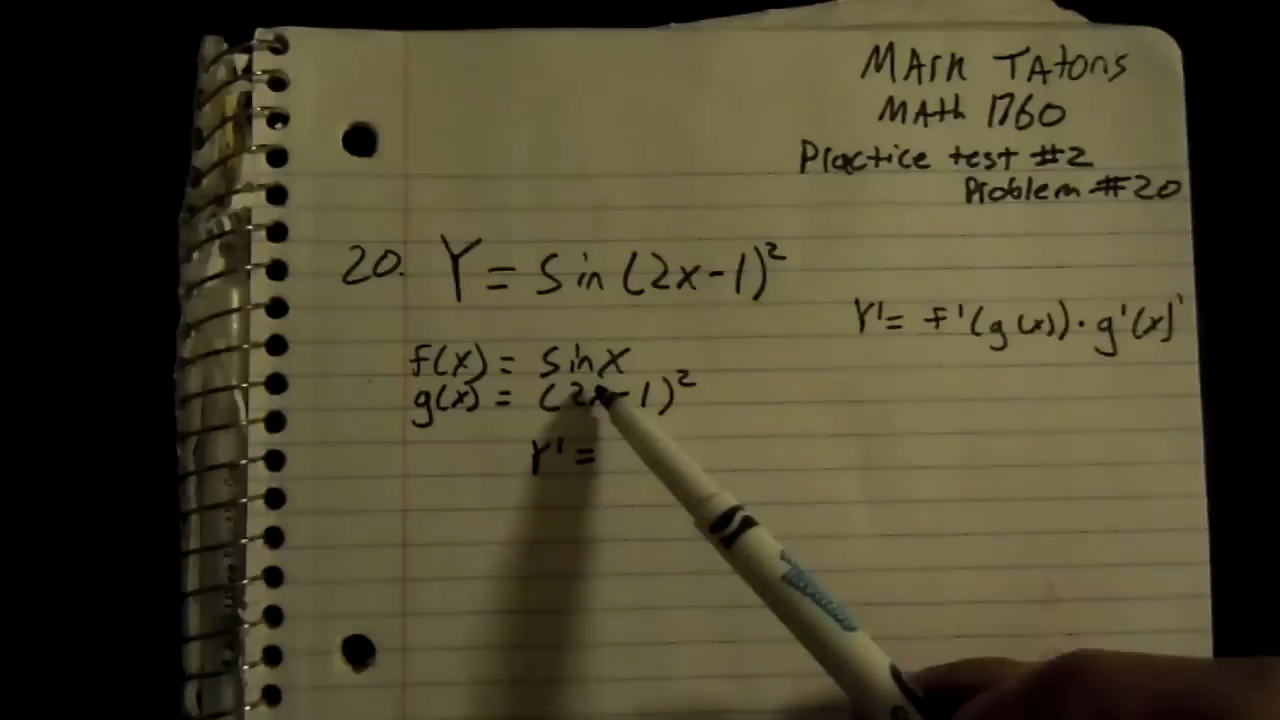 MARK TAtons
MATH 1760
Practice test #2
Problem #20
20. Y = Sin (2x-1)²
Y' = f'(g(x)) · g'(x)
f(x) = Sin X
g(x) = (2x-1)²
Y' =